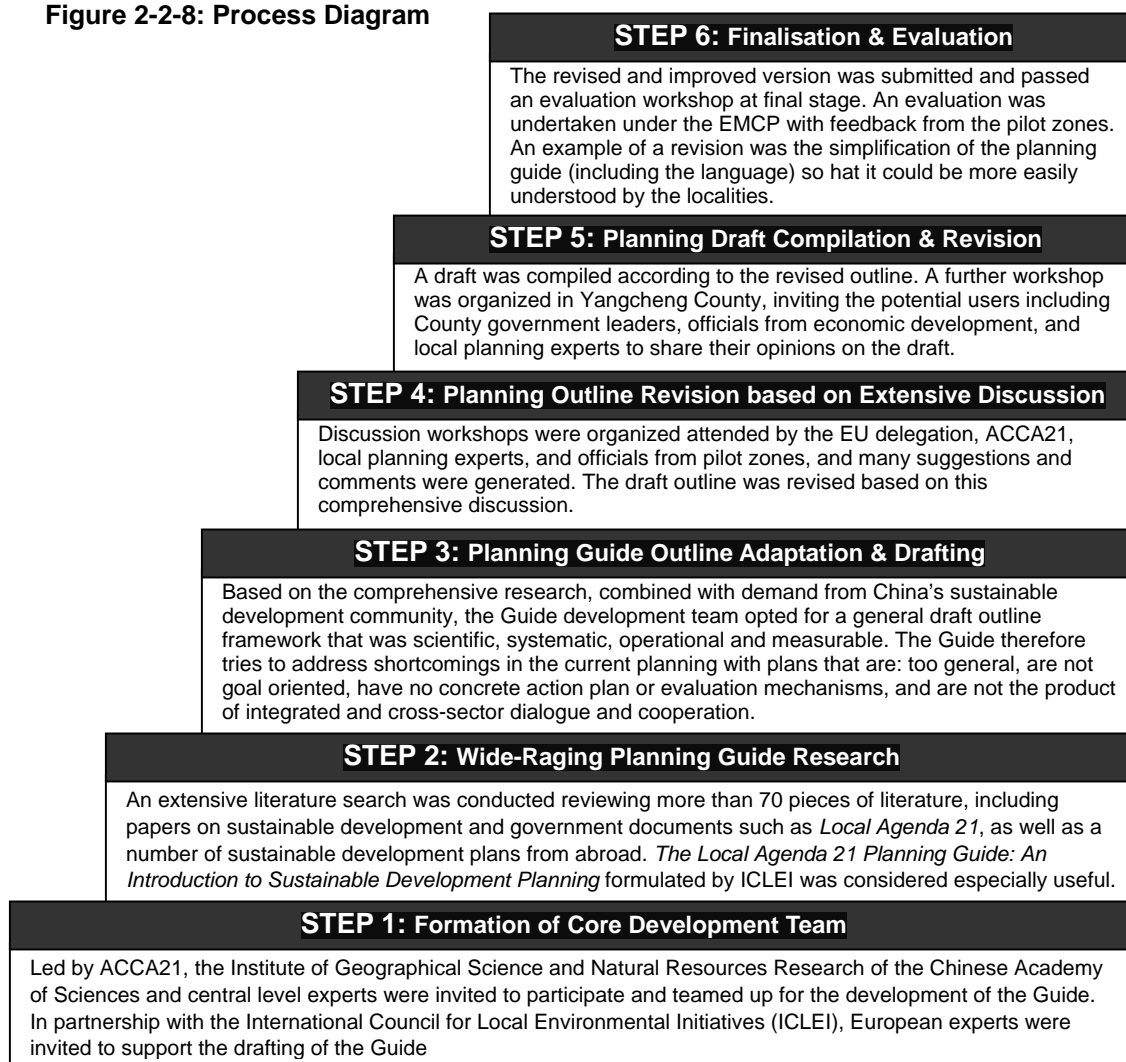 Figure 2-2-8: Process Diagram
STEP 6: Finalisation & Evaluation
The revised and improved version was submitted and passed
an evaluation workshop at final stage. An evaluation was
undertaken under the EMCP with feedback from the pilot zones.
An example of a revision was the simplification of the planning
guide (including the language) so hat it could be more easily
understood by the localities.
STEP 5: Planning Draft Compilation & Revision
A draft was compiled according to the revised outline. A further workshop
was organized in Yangcheng County, inviting the potential users including
County government leaders, officials from economic development, and
local planning experts to share their opinions on the draft.
STEP 4: Planning Outline Revision based on Extensive Discussion
Discussion workshops were organized attended by the EU delegation, ACCA21,
local planning experts, and officials from pilot zones, and many suggestions and
comments were generated. The draft outline was revised based on this
comprehensive discussion.
STEP 3: Planning Guide Outline Adaptation & Drafting
Based on the comprehensive research, combined with demand from China's sustainable
development community, the Guide development team opted for a general draft outline
framework that was scientific, systematic, operational and measurable. The Guide therefore
tries to address shortcomings in the current planning with plans that are: too general, are not
goal oriented, have no concrete action plan or evaluation mechanisms, and are not the product
of integrated and cross-sector dialogue and cooperation.
STEP 2: Wide-Raging Planning Guide Research
An extensive literature search was conducted reviewing more than 70 pieces of literature, including
papers on sustainable development and government documents such as Local Agenda 21, as well as a
number of sustainable development plans from abroad. The Local Agenda 21 Planning Guide: An
Introduction to Sustainable Development Planning formulated by ICLEI was considered especially useful.
STEP 1: Formation of Core Development Team
Led by ACCA21, the Institute of Geographical Science and Natural Resources Research of the Chinese Academy
of Sciences and central level experts were invited to participate and teamed up for the development of the Guide.
In partnership with the International Council for Local Environmental Initiatives (ICLEI), European experts were
invited to support the drafting of the Guide